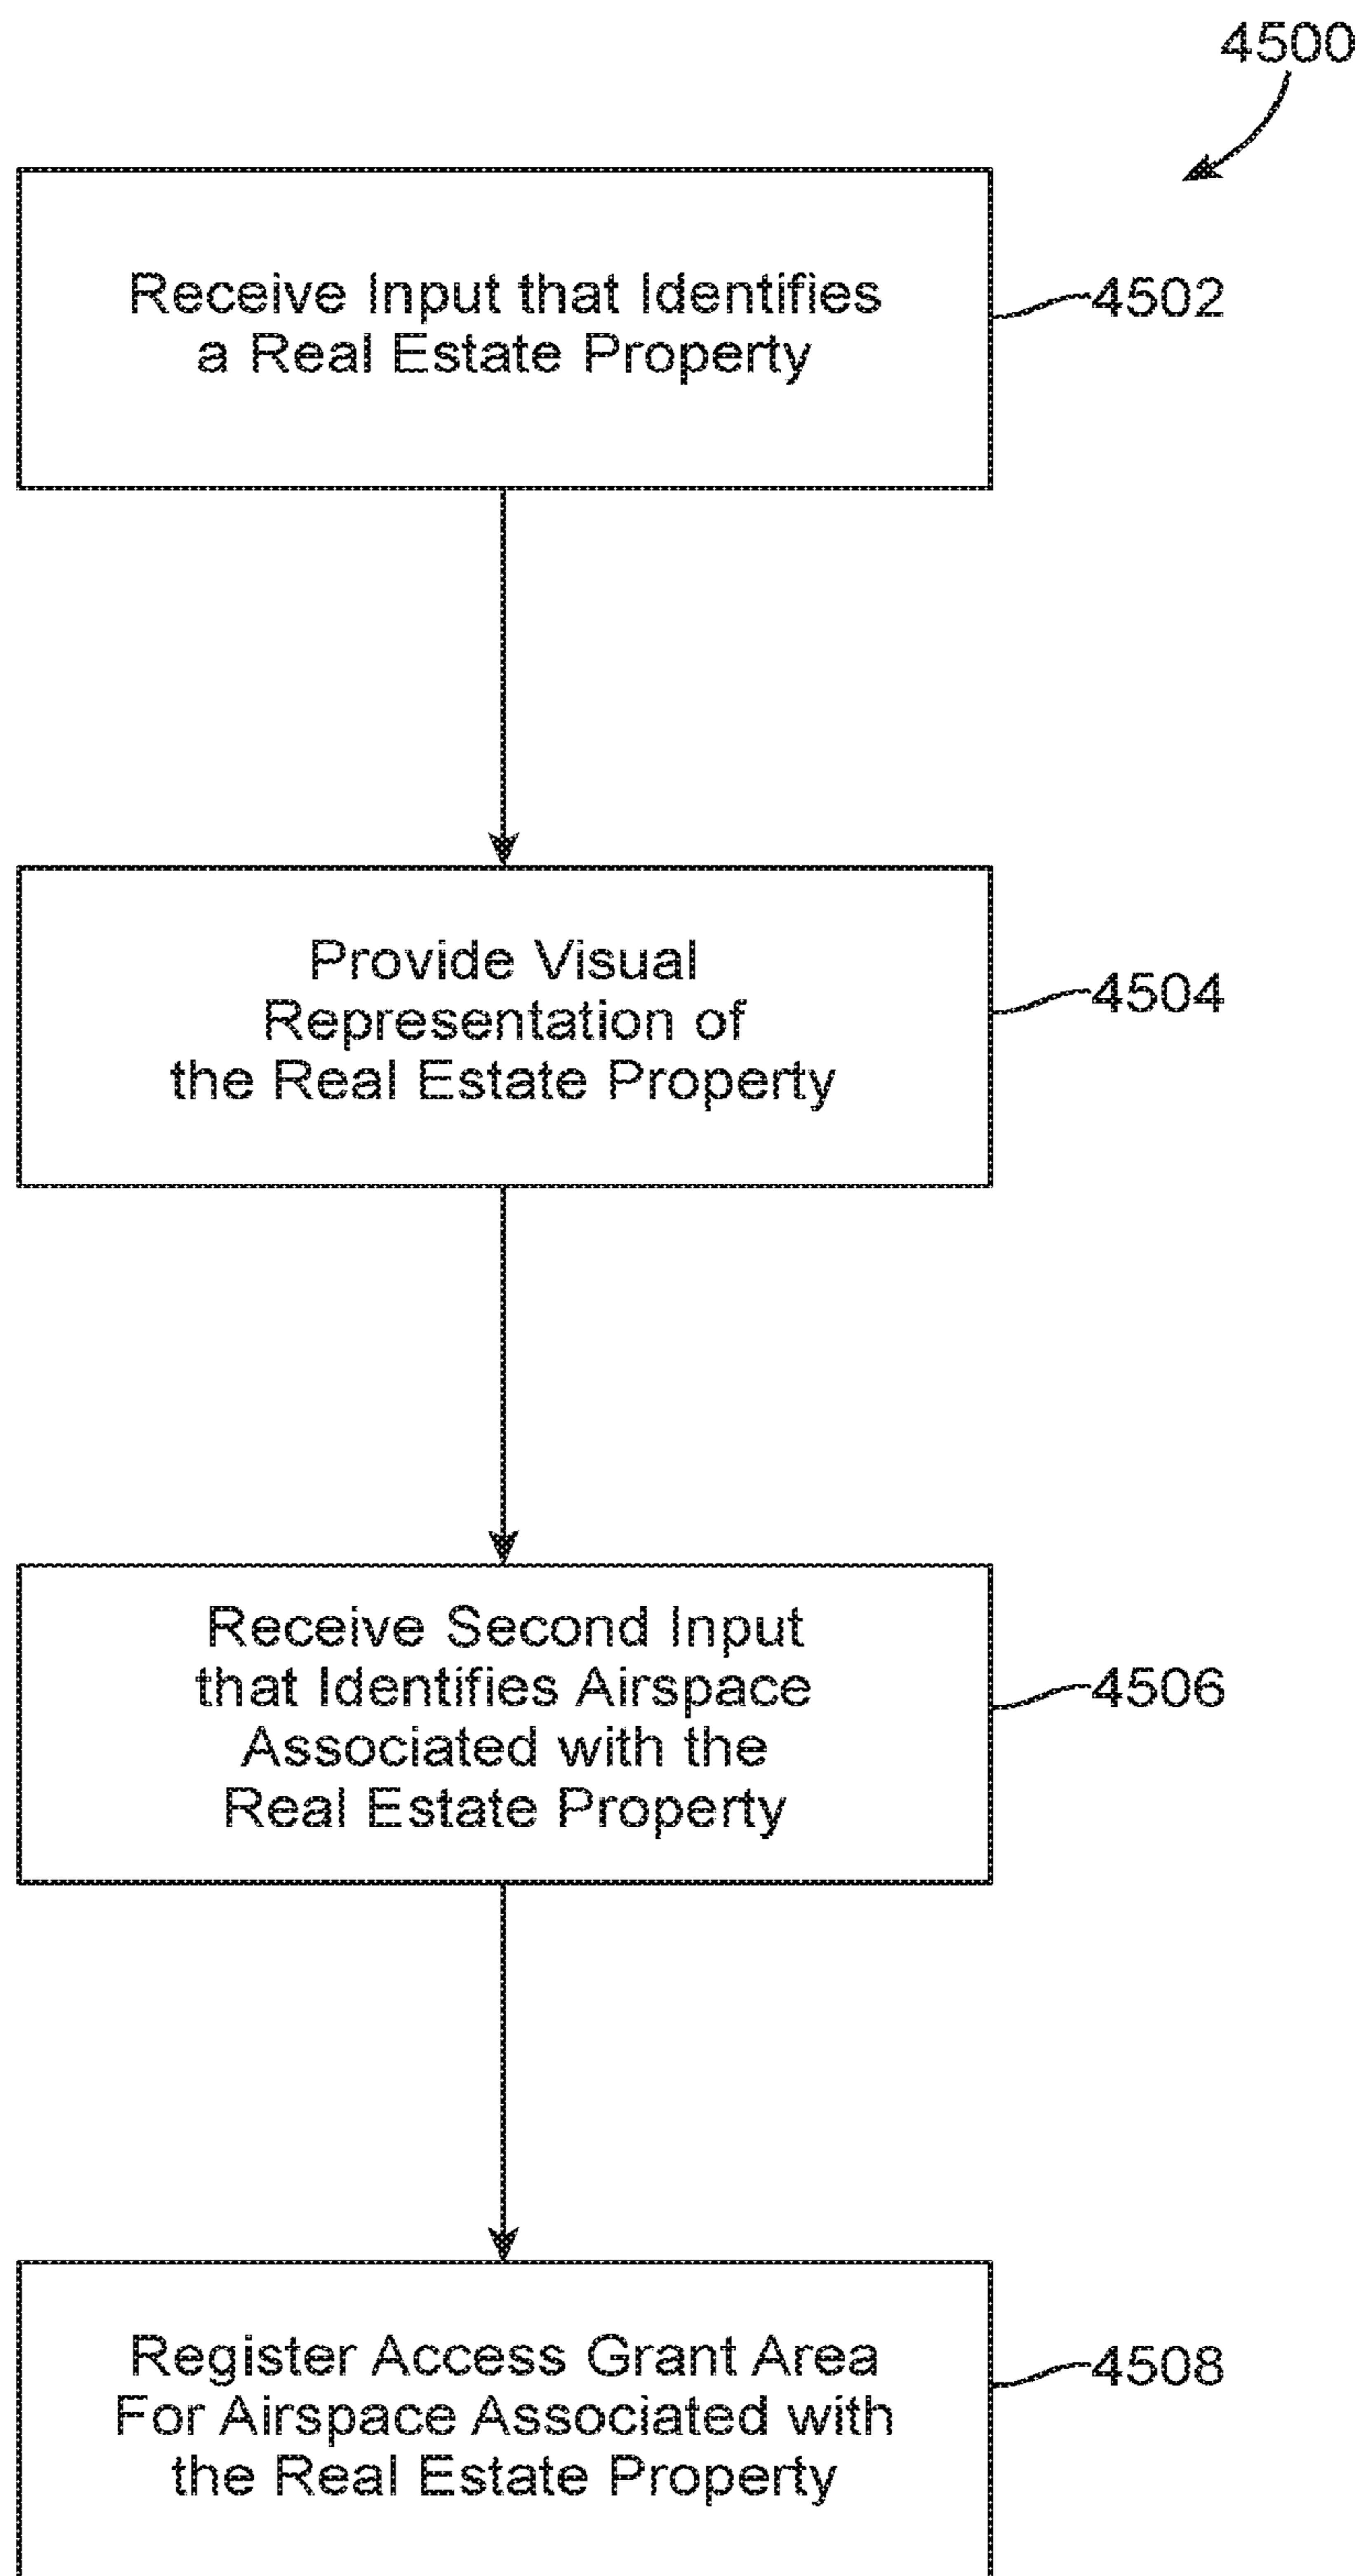 4500
Receive Input that Identifies
a Real Estate Property
4502
Provide Visual
Representation of
the Real Estate Property
4504
Receive Second Input
that Identifies Airspace
Associated with the
Real Estate Property
4506
Register Access Grant Area
For Airspace Associated with
the Real Estate Property
4508